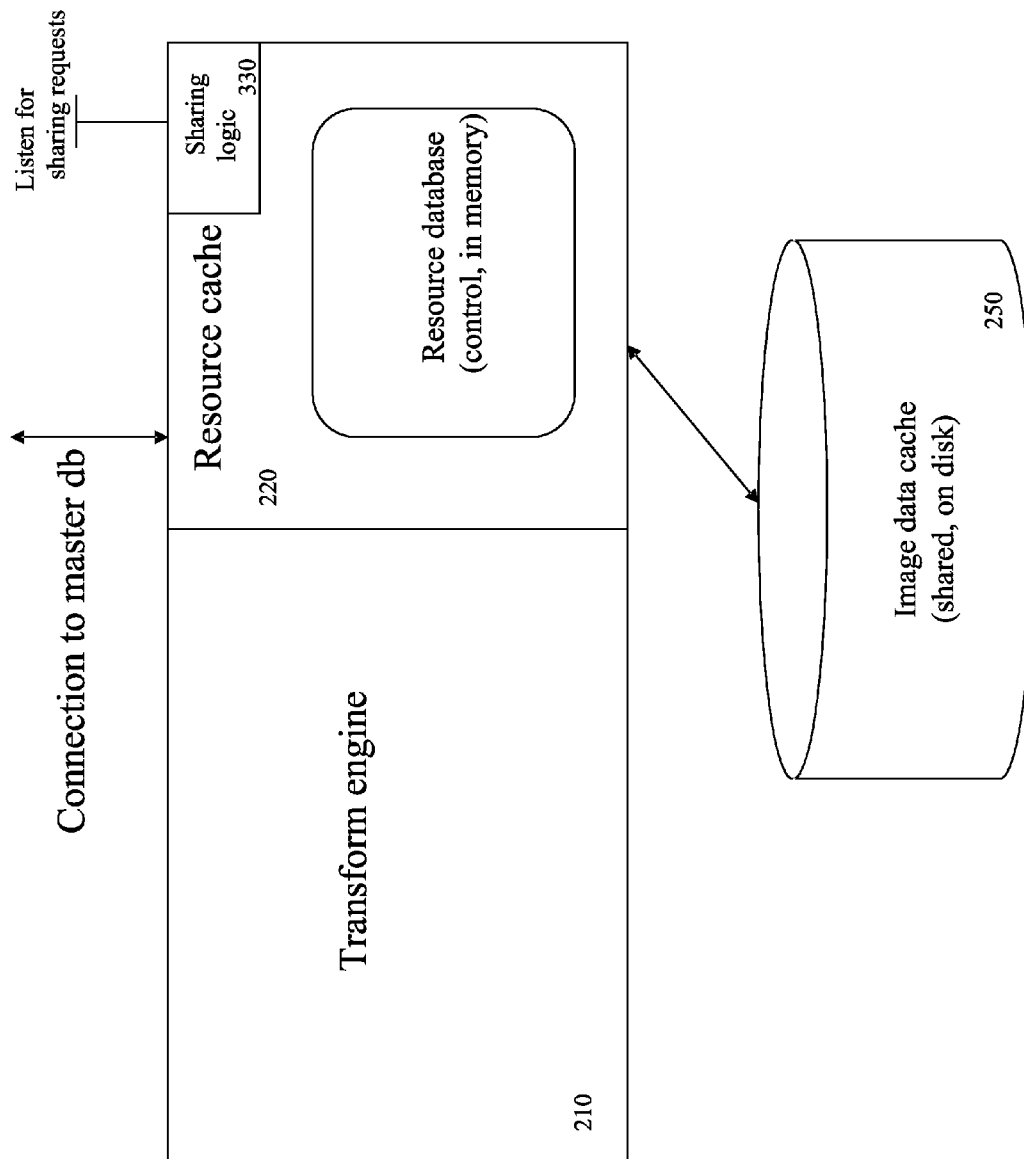 Connection to master db
Listen for
sharing requests
Transform engine
210
Resource cache
220
Sharing
logic
330
Resource database
(control, in memory)
Image data cache
(shared, on disk)
250